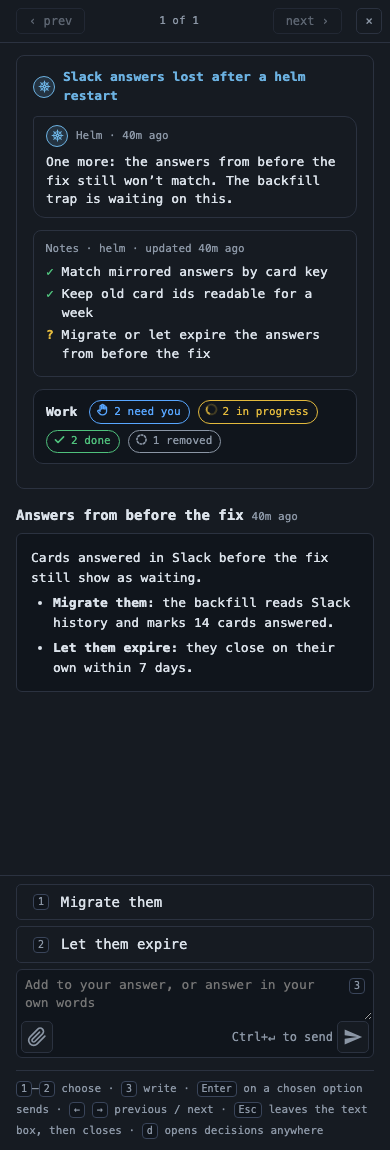 ‹ prev
1 of 1
next ›
×
Slack answers lost after a helm
restart
Helm · 40m ago
One more: the answers from before the
fix still won’t match. The backfill
trap is waiting on this.
Notes · helm · updated 40m ago
✓ Match mirrored answers by card key
✓ Keep old card ids readable for a
week
? Migrate or let expire the answers
from before the fix
Work 2 need you 2 in progress
2 done 1 removed
Answers from before the fix 40m ago
Cards answered in Slack before the fix
still show as waiting.
• Migrate them: the backfill reads Slack
history and marks 14 cards answered.
• Let them expire: they close on their
own within 7 days.
1 Migrate them
2 Let them expire
Add to your answer, or answer in your 3
own words
Ctrl+↵ to send
1–2 choose · 3 write · Enter on a chosen option
sends · ← → previous / next · Esc leaves the text
box, then closes · d opens decisions anywhere